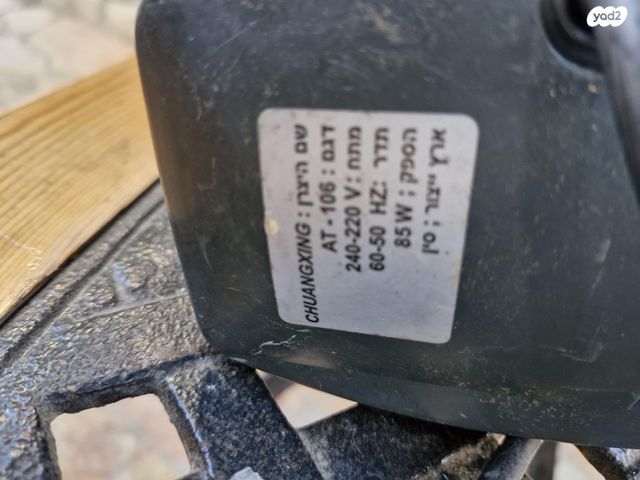 שם היצרן : CHUANGXING
דגם : AT - 106
מתח : 240-220 V
תדר : 60-50 HZ
הספק ; 85 W
ארץ ייצור ; סין
yad2